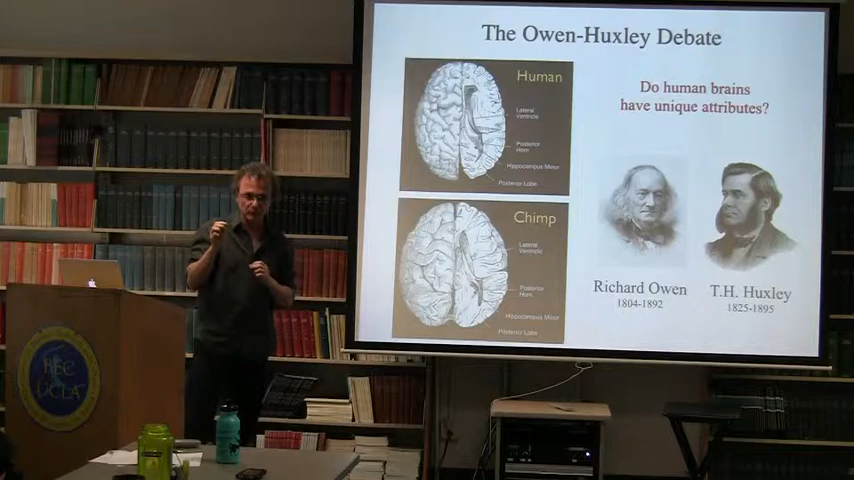 The Owen-Huxley Debate
Human
Lateral
Ventricle
Posterior
Horn
Hippocampus Minor
Posterior Lobe
Chimp
Lateral
Ventricle
Posterior
Horn
Hippocampus Minor
Posterior Lobe
Do human brains
have unique attributes?
Richard Owen
1804-1892
T.H. Huxley
1825-1895
UCLA